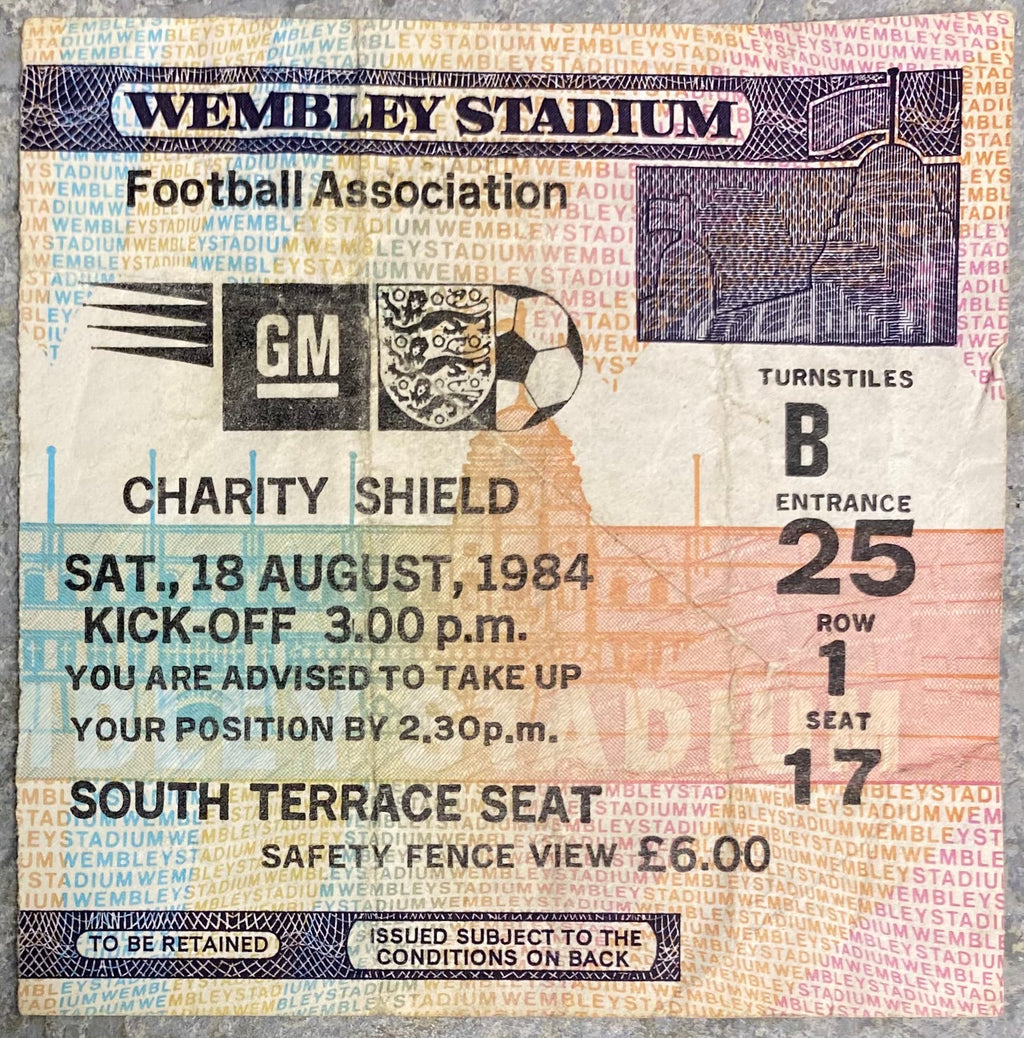 WEMBLEY STADIUM
Football Association
GM
CHARITY SHIELD
SAT., 18 AUGUST, 1984
KICK-OFF 3.00 p.m.
YOU ARE ADVISED TO TAKE UP
YOUR POSITION BY 2.30p.m.
SOUTH TERRACE SEAT
SAFETY FENCE VIEW £6.00
TURNSTILES
B
ENTRANCE
25
ROW
1
SEAT
17
TO BE RETAINED
ISSUED SUBJECT TO THE
CONDITIONS ON BACK